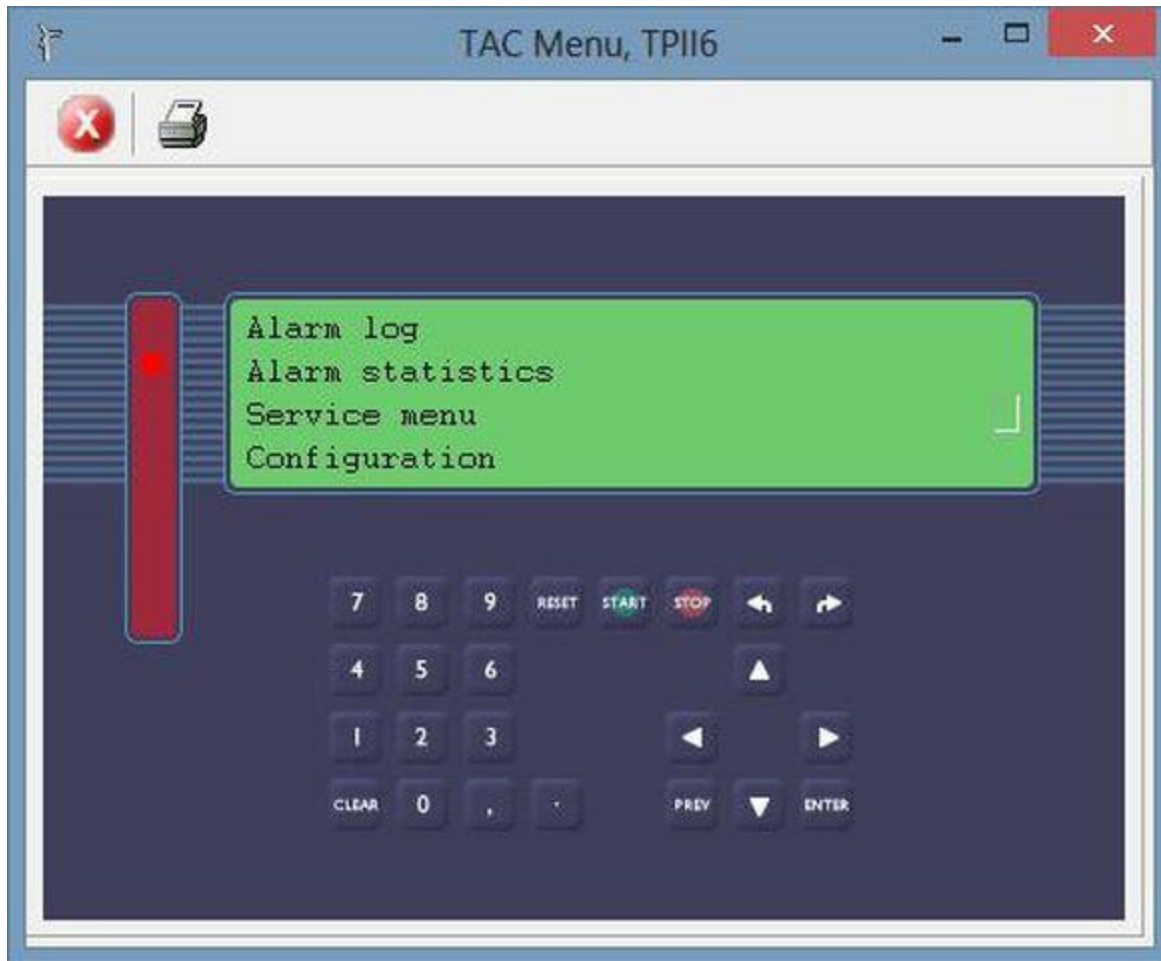 TAC Menu, TPII6
Alarm log
Alarm statistics
Service menu
Configuration
7 8 9 RESET START STOP
4 5 6
1 2 3
CLEAR 0 , . PREV ENTER